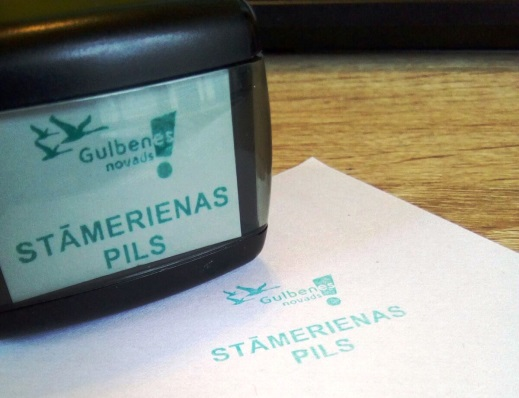 Gulbenes!
novads
STĀMERIENAS
PILS
Gulbenes!
novads
STĀMERIENAS
PILS